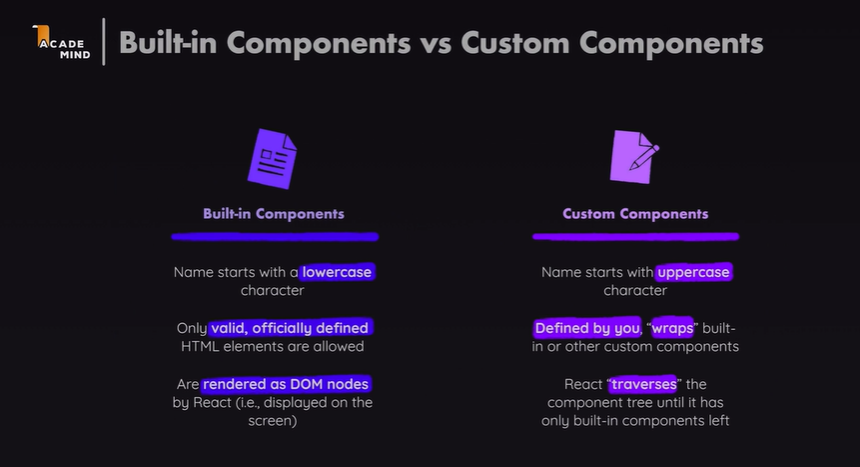 ACADE
MIND
Built-in Components vs Custom Components
Built-in Components
Name starts with a lowercase
character
Only valid, officially defined
HTML elements are allowed
Are rendered as DOM nodes
by React (i.e., displayed on the
screen)
Custom Components
Name starts with uppercase
character
Defined by you, “wraps” built-
in or other custom components
React “traverses” the
component tree until it has
only built-in components left